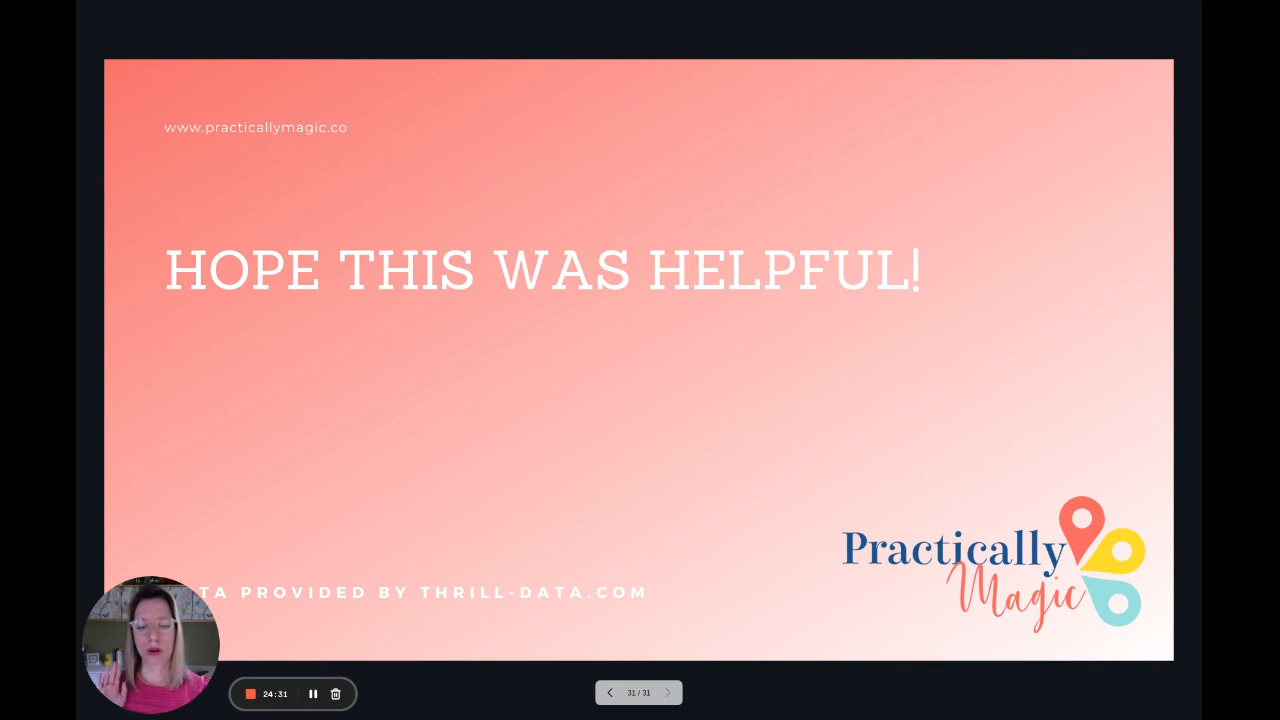 www.practicallymagic.co
HOPE THIS WAS HELPFUL!
TA PROVIDED BY THRILL-DATA.COM
Practically
Magic
24:31
31 / 31